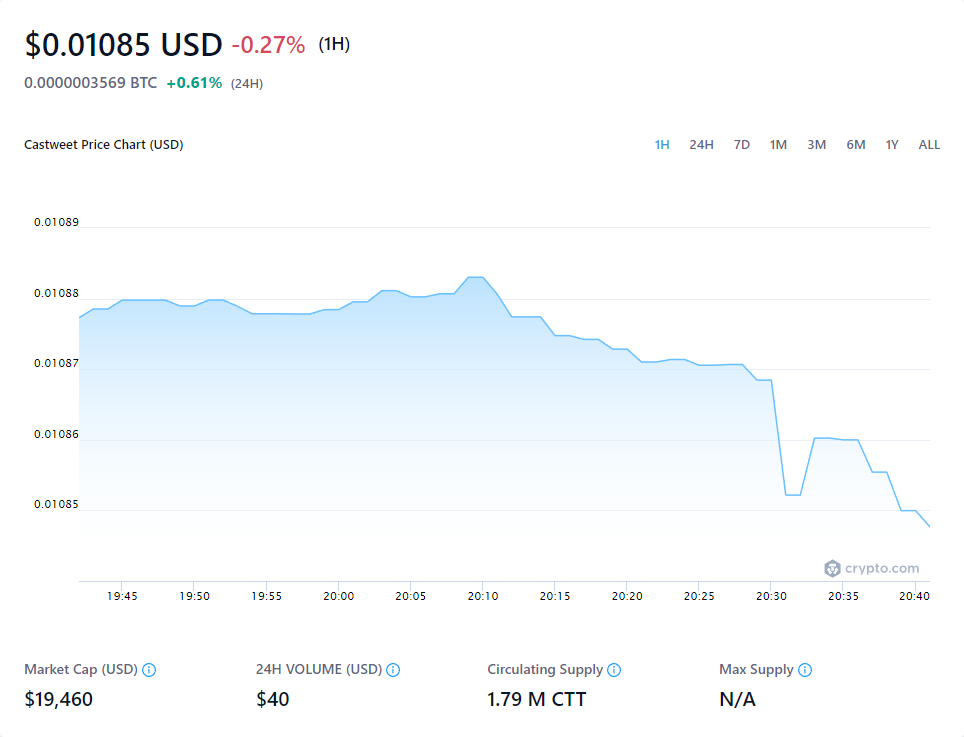 $0.01085 USD -0.27% (1H)
0.0000003569 BTC +0.61% (24H)
Castweet Price Chart (USD)
1H 24H 7D 1M 3M 6M 1Y ALL
0.01089
0.01088
0.01087
0.01086
0.01085
crypto.com
19:45 19:50 19:55 20:00 20:05 20:10 20:15 20:20 20:25 20:30 20:35 20:40
Market Cap (USD) 24H VOLUME (USD) Circulating Supply Max Supply
$19,460 $40 1.79 M CTT N/A